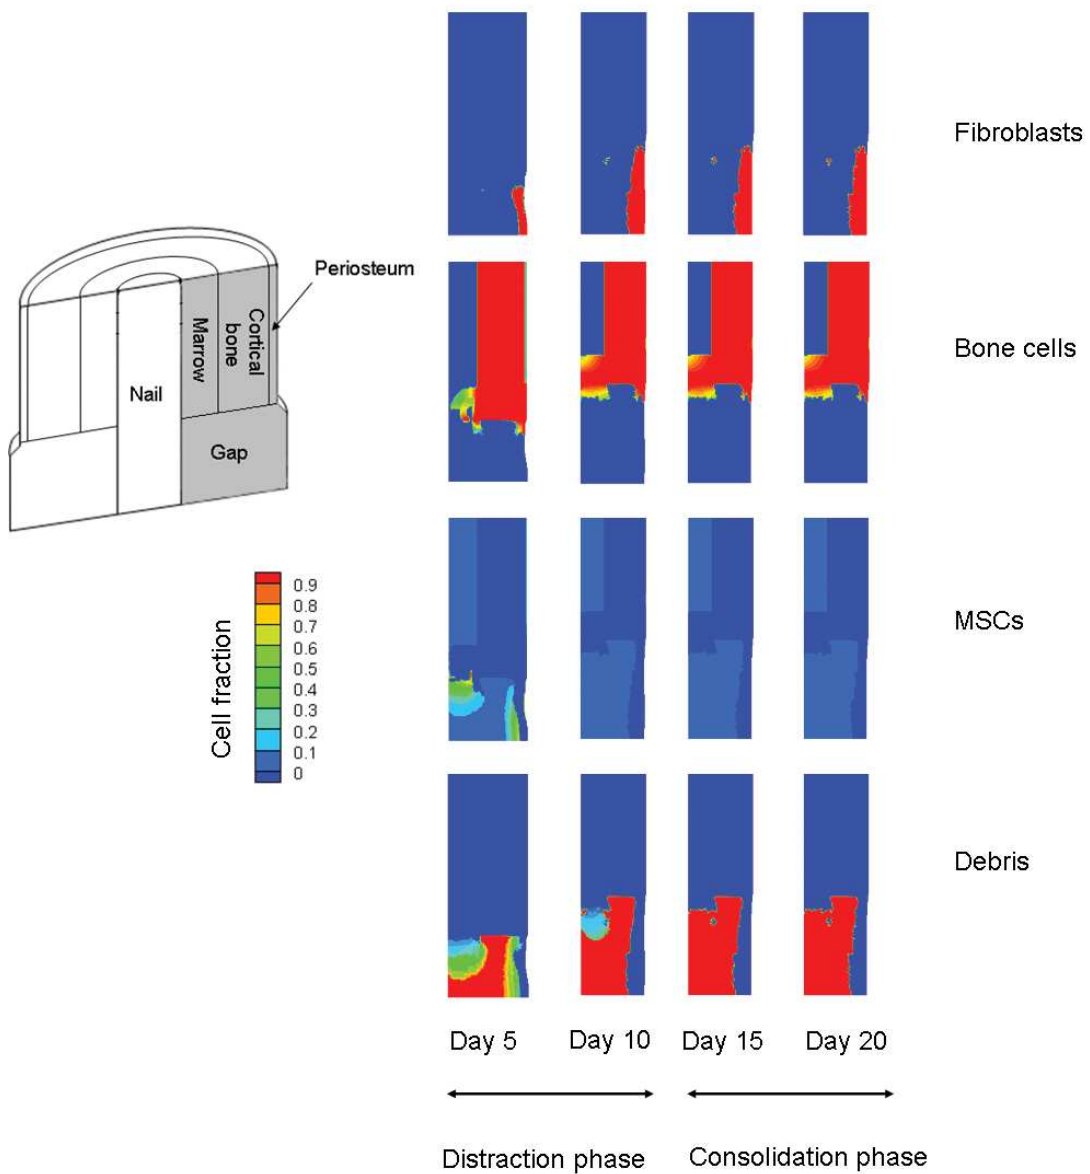 Fibroblasts
Periosteum
Marrow
Cortical
bone
Nail
Bone cells
Gap
Cell fraction
0.9
0.8
0.7
0.6
0.5
0.4
0.3
0.2
0.1
0
MSCs
Debris
Day 5
Day 10
Day 15
Day 20
Distraction phase
Consolidation phase